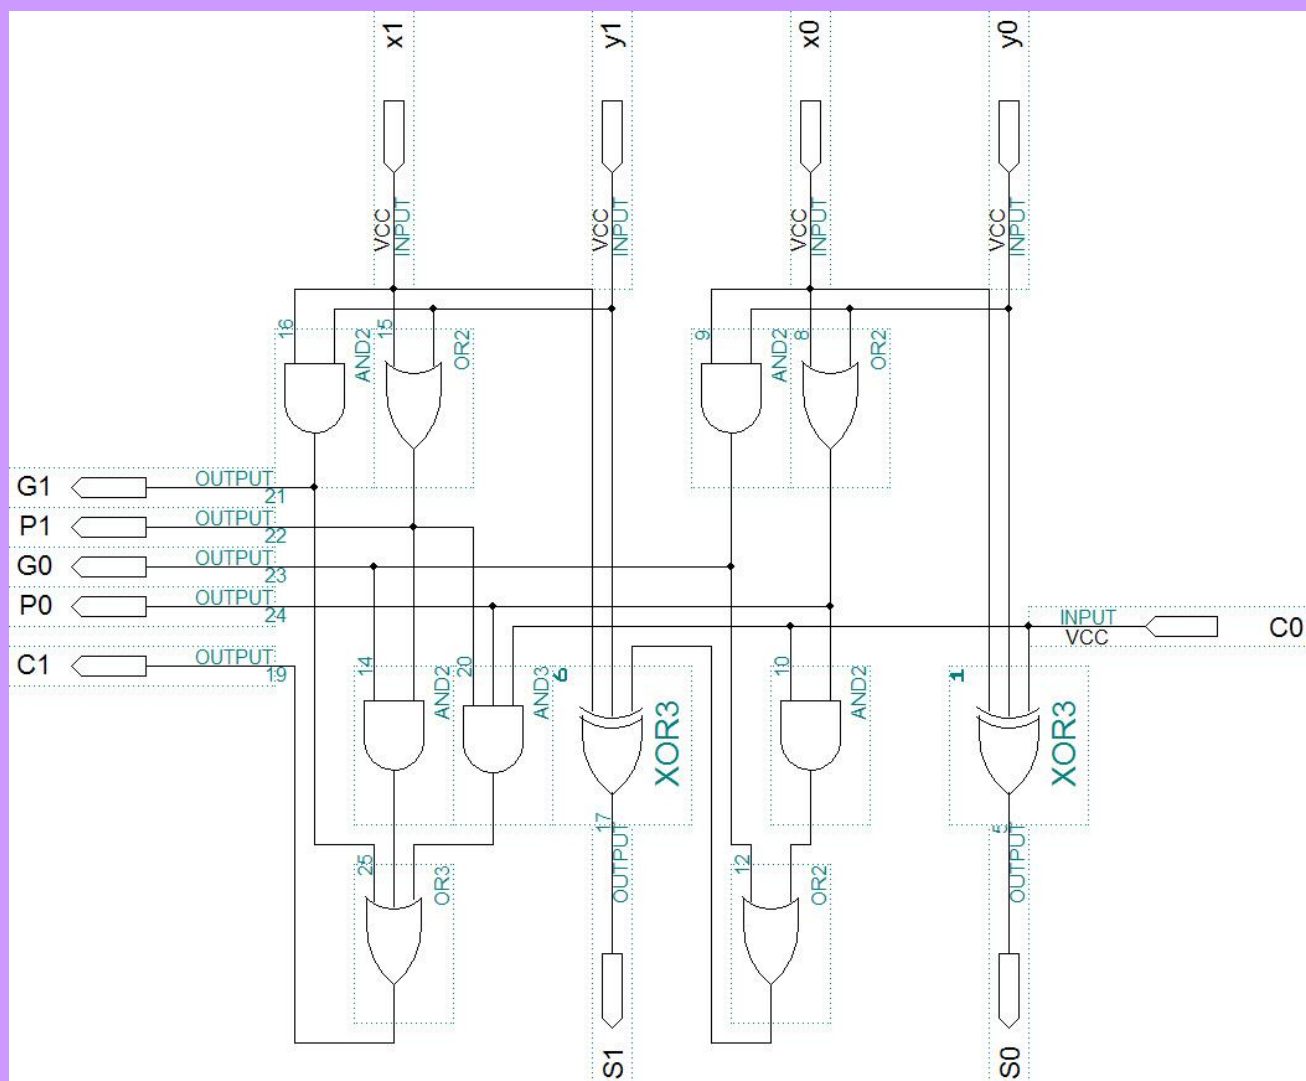 x1
y1
x0
y0
VCC
INPUT
VCC
INPUT
VCC
INPUT
VCC
INPUT
16
AND2
15
OR2
9
AND2
8
OR2
G1
OUTPUT
21
P1
OUTPUT
22
G0
OUTPUT
23
P0
OUTPUT
24
C1
OUTPUT
19
INPUT
VCC
C0
14
AND2
20
AND3
6
XOR3
10
AND2
1
XOR3
17
OUTPUT
5
OUTPUT
25
OR3
12
OR2
S1
S0